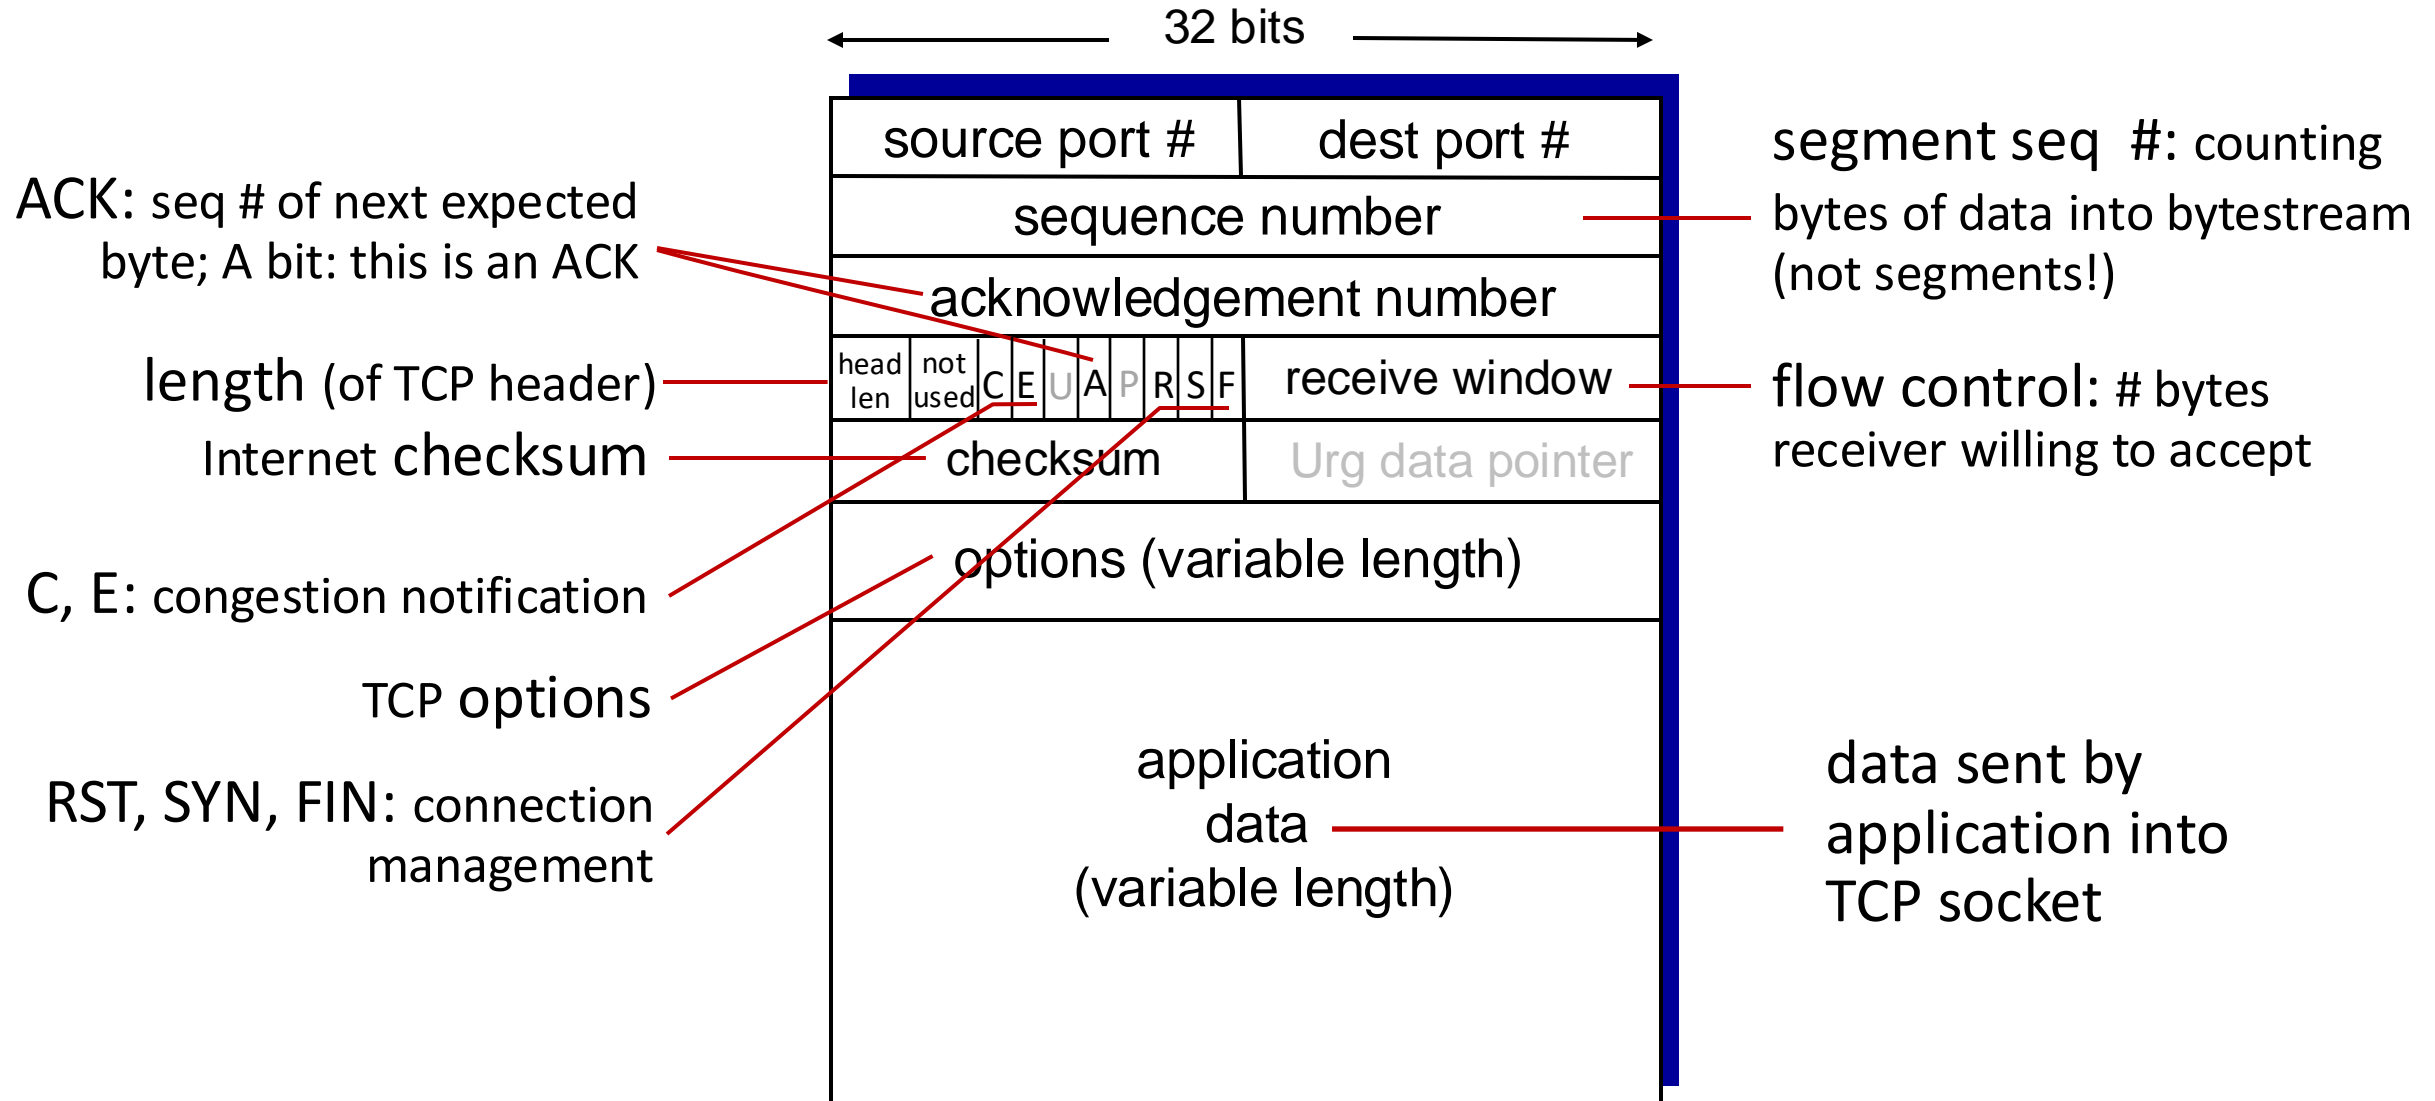 32 bits
source port #
dest port #
segment seq #: counting
bytes of data into bytestream
(not segments!)
ACK: seq # of next expected
byte; A bit: this is an ACK
sequence number
acknowledgement number
length (of TCP header)
head
len
not
used
C
E
U
A
P
R
S
F
receive window
flow control: # bytes
receiver willing to accept
Internet checksum
checksum
Urg data pointer
options (variable length)
C, E: congestion notification
TCP options
RST, SYN, FIN: connection
management
application
data
(variable length)
data sent by
application into
TCP socket